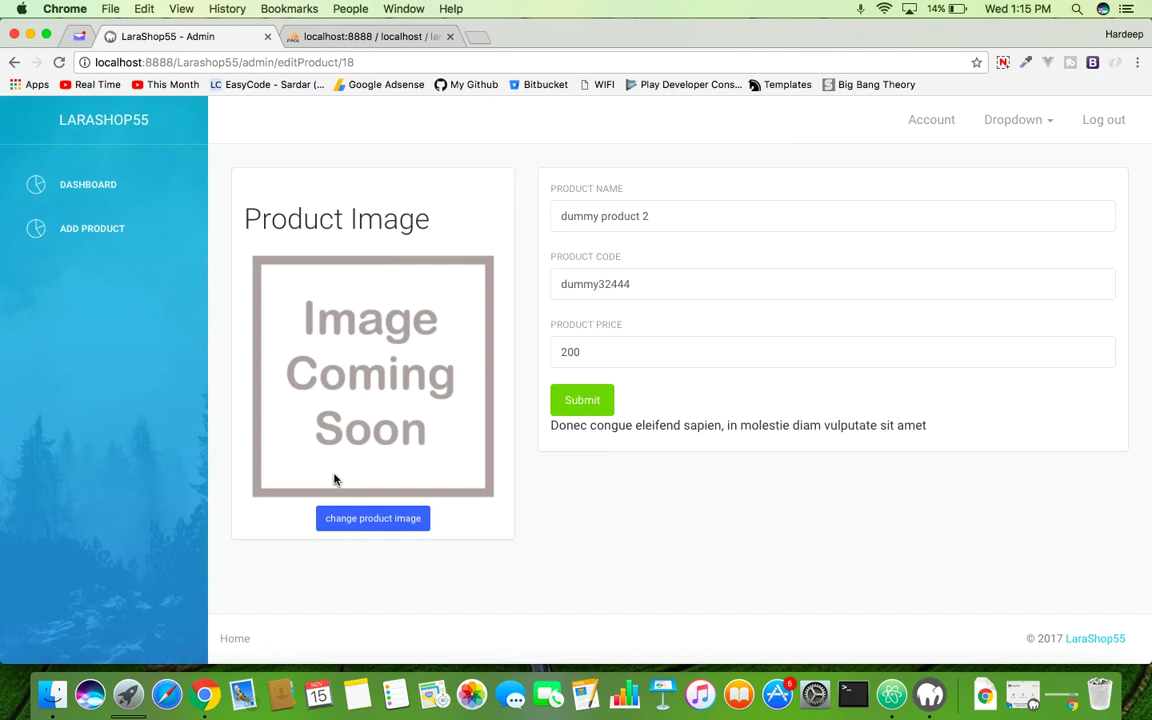 Chrome File Edit View History Bookmarks People Window Help 14% Wed 1:15 PM
LaraShop55 - Admin localhost:8888 / localhost / Hardeep
localhost:8888/Larashop55/admin/editProduct/18
Apps Real Time This Month LC EasyCode - Sardar (... Google Adsense My Github Bitbucket WIFI Play Developer Cons... Templates Big Bang Theory
LARASHOP55
Account Dropdown Log out
DASHBOARD
ADD PRODUCT
Product Image
Image
Coming
Soon
change product image
PRODUCT NAME
dummy product 2
PRODUCT CODE
dummy32444
PRODUCT PRICE
200
Submit
Donec congue eleifend sapien, in molestie diam vulputate sit amet
Home
© 2017 LaraShop55
NOV
15
6